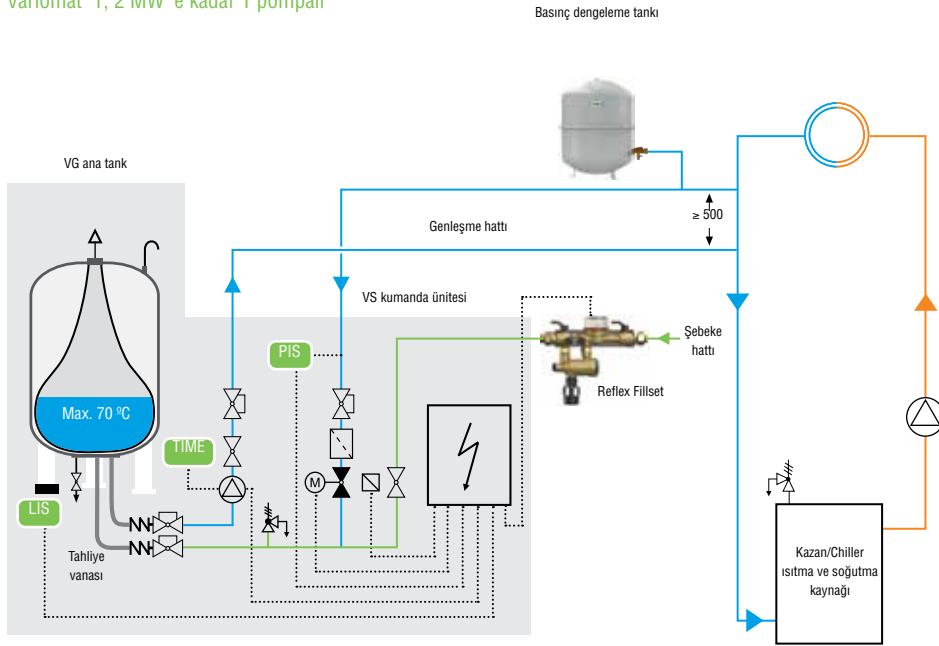 Variomat 1, 2 MW' e kadar 1 pompalı
Basınç dengeleme tankı
VG ana tank
≥ 500
Genleşme hattı
VS kumanda ünitesi
Şebeke
hattı
PIS
Reflex Fillset
Max. 70 ºC
TIME
M
LIS
Tahliye
vanası
Kazan/Chiller
ısıtma ve soğutma
kaynağı